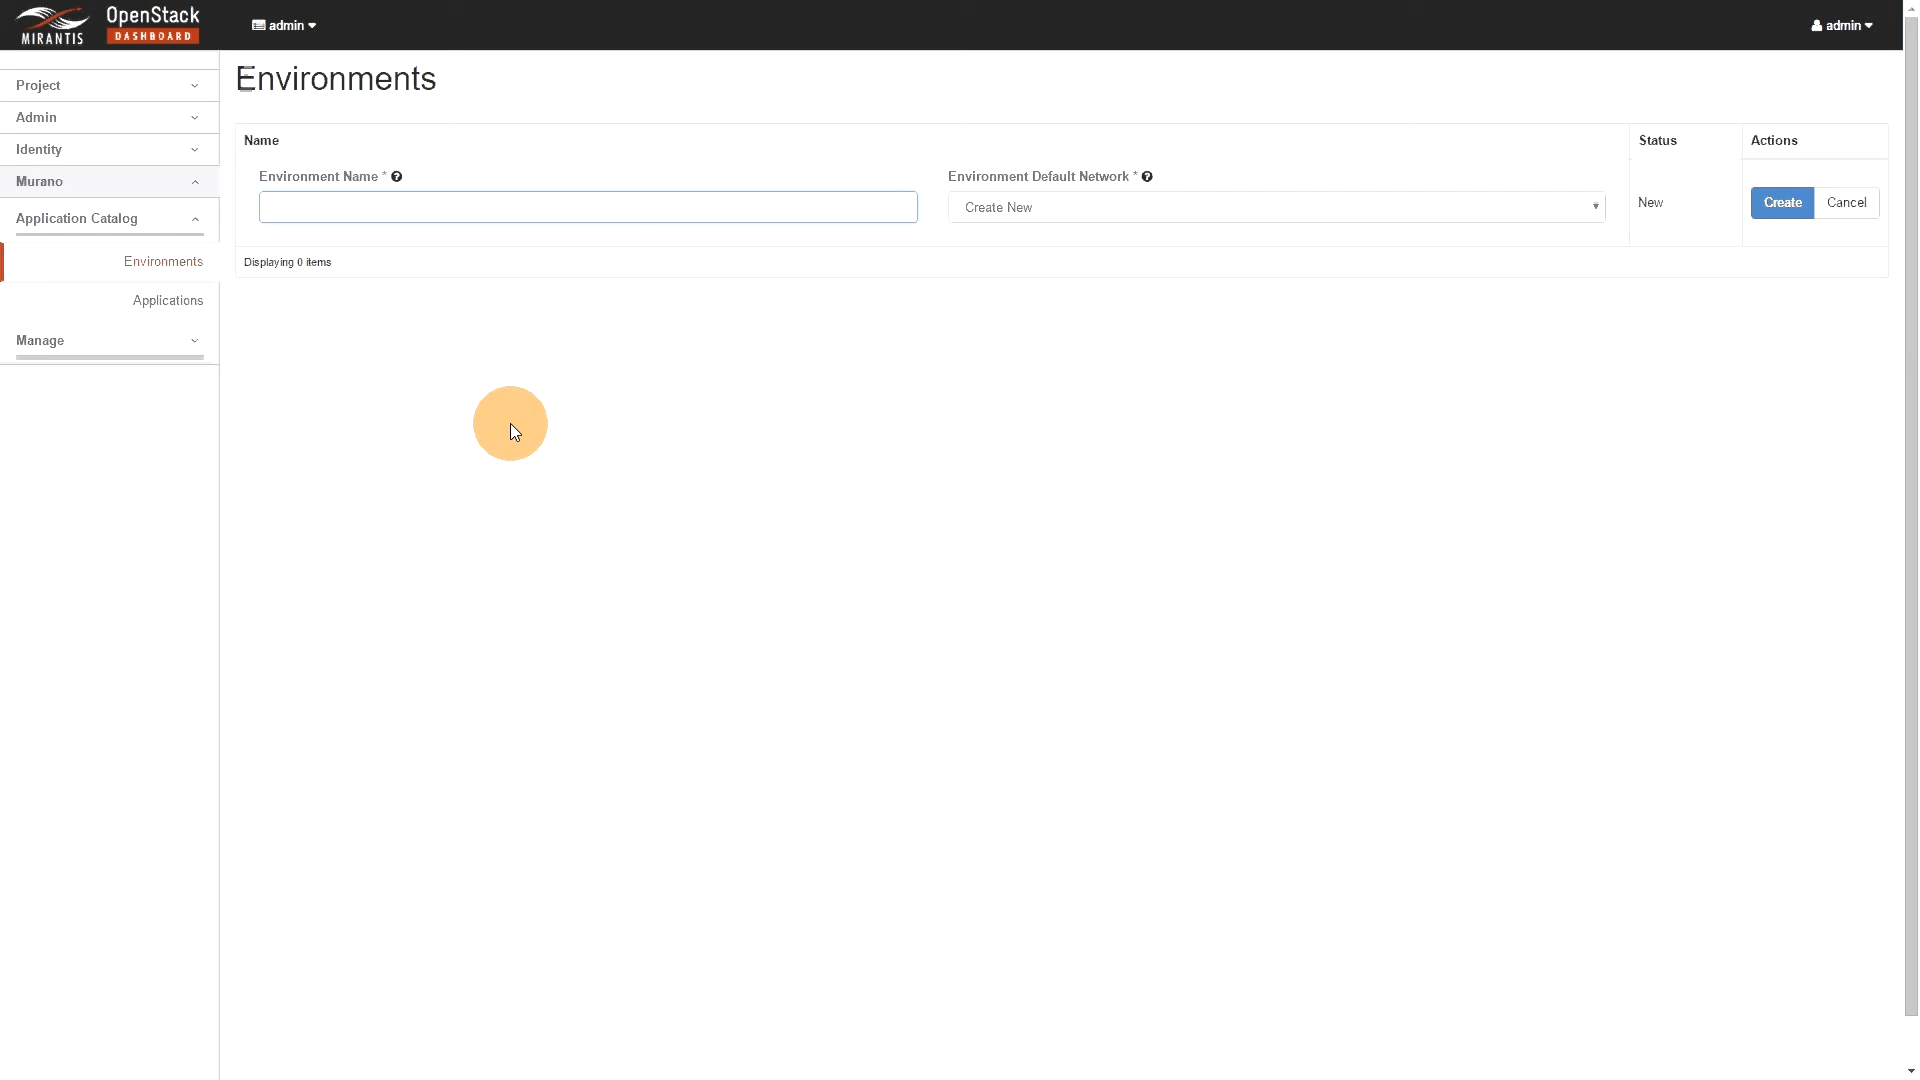 MIRANTIS
OpenStack
DASHBOARD
admin
admin
Project
Admin
Identity
Murano
Application Catalog
Environments
Applications
Manage
Environments
Name
Status
Actions
Environment Name *
Environment Default Network *
Create New
New
Create
Cancel
Displaying 0 items